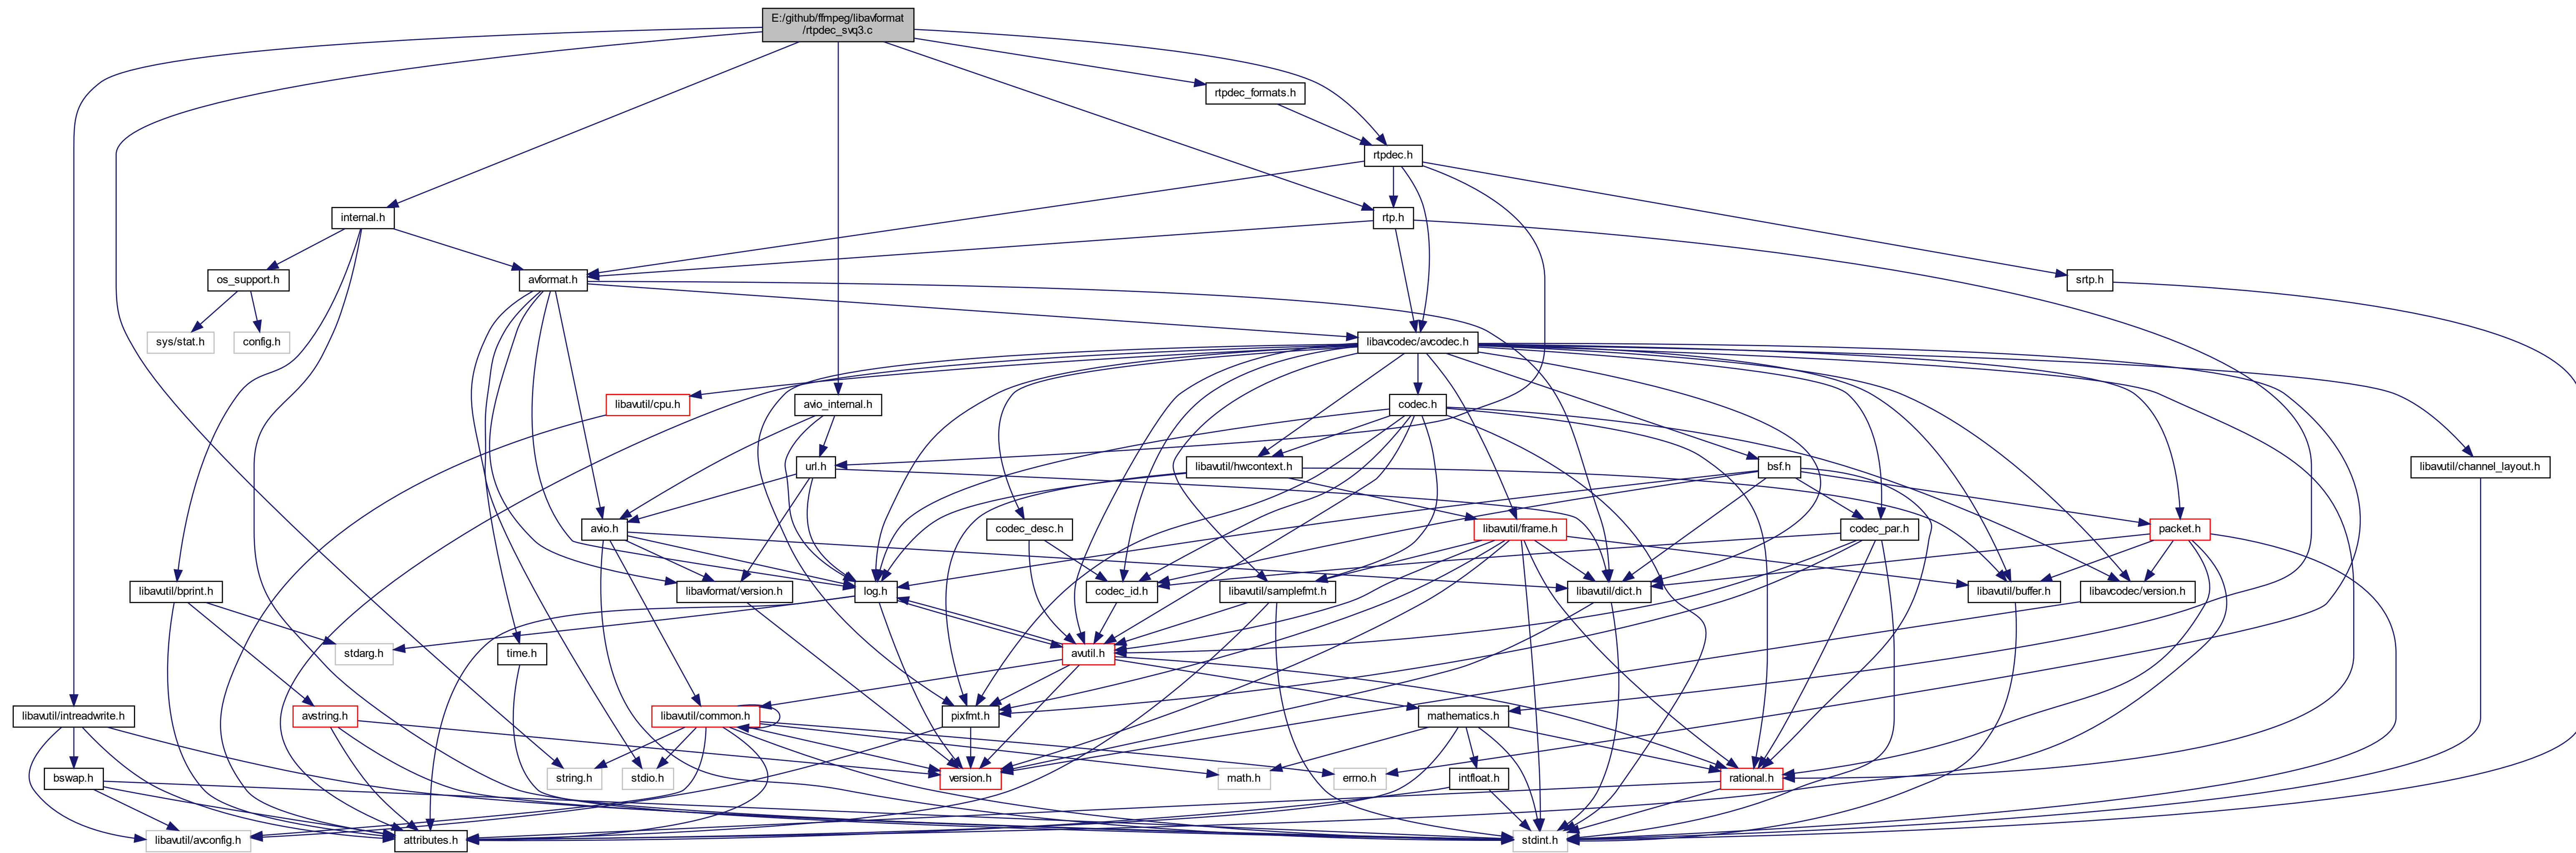 E:/github/ffmpeg/libavformat
/rtpdec_svq3.c
rtpdec_formats.h
rtpdec.h
internal.h
rtp.h
os_support.h
avformat.h
srtp.h
sys/stat.h
config.h
libavcodec/avcodec.h
libavutil/cpu.h
avio_internal.h
codec.h
url.h
libavutil/hwcontext.h
bsf.h
libavutil/channel_layout.h
avio.h
codec_desc.h
libavutil/frame.h
codec_par.h
packet.h
libavutil/bprint.h
libavformat/version.h
log.h
codec_id.h
libavutil/samplefmt.h
libavutil/dict.h
libavutil/buffer.h
libavcodec/version.h
stdarg.h
time.h
avutil.h
libavutil/intreadwrite.h
avstring.h
libavutil/common.h
pixfmt.h
mathematics.h
bswap.h
string.h
stdio.h
version.h
math.h
errno.h
intfloat.h
rational.h
libavutil/avconfig.h
attributes.h
stdint.h